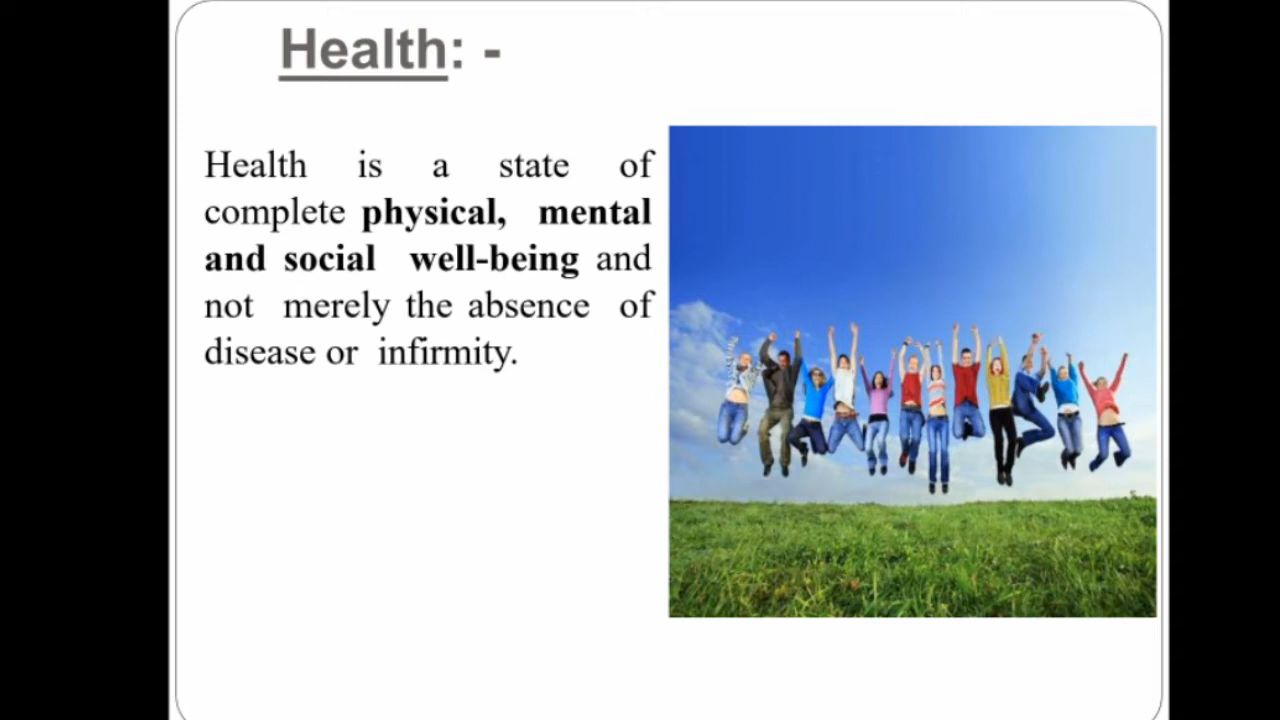 Health: -
Health is a state of
complete physical, mental
and social well-being and
not merely the absence of
disease or infirmity.